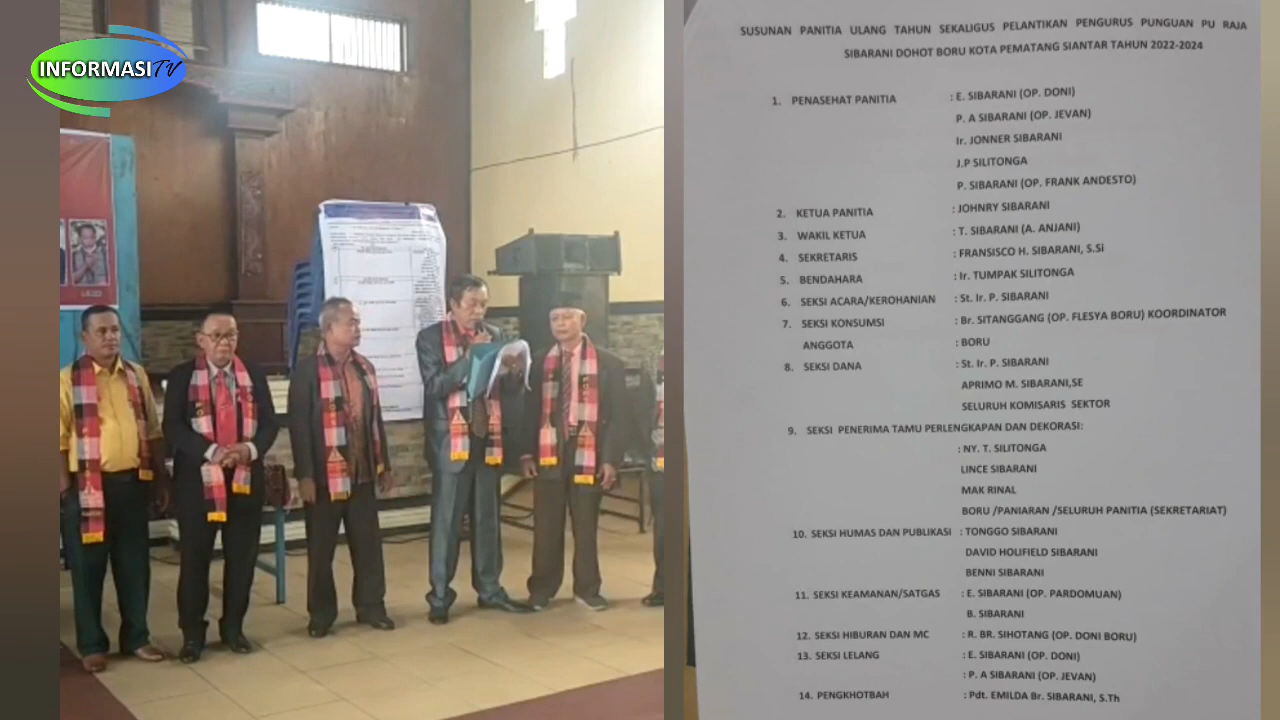 INFORMASI TV
SUSUNAN PANITIA ULANG TAHUN SEKALIGUS PELANTIKAN PENGURUS PUNGUAN PU RAJA
SIBARANI DOHOT BORU KOTA PEMATANG SIANTAR TAHUN 2022-2024
1. PENASEHAT PANITIA : E. SIBARANI (OP. DONI)
P. A SIBARANI (OP. JEVAN)
Ir. JONNER SIBARANI
J.P SILITONGA
P. SIBARANI (OP. FRANK ANDESTO)
2. KETUA PANITIA : JOHNRY SIBARANI
3. WAKIL KETUA : T. SIBARANI (A. ANJANI)
4. SEKRETARIS : FRANSISCO H. SIBARANI, S.Si
5. BENDAHARA : Ir. TUMPAK SILITONGA
6. SEKSI ACARA/KEROHANIAN : St. Ir. P. SIBARANI
7. SEKSI KONSUMSI : Br. SITANGGANG (OP. FLESYA BORU) KOORDINATOR
ANGGOTA : BORU
8. SEKSI DANA : St. Ir. P. SIBARANI
APRIMO M. SIBARANI,SE
SELURUH KOMISARIS SEKTOR
9. SEKSI PENERIMA TAMU PERLENGKAPAN DAN DEKORASI:
: NY. T. SILITONGA
LINCE SIBARANI
MAK RINAL
BORU /PANIARAN /SELURUH PANITIA (SEKRETARIAT)
10. SEKSI HUMAS DAN PUBLIKASI : TONGGO SIBARANI
DAVID HOLIFIELD SIBARANI
BENNI SIBARANI
11. SEKSI KEAMANAN/SATGAS : E. SIBARANI (OP. PARDOMUAN)
B. SIBARANI
12. SEKSI HIBURAN DAN MC : R. BR. SIHOTANG (OP. DONI BORU)
13. SEKSI LELANG : E. SIBARANI (OP. DONI)
: P. A SIBARANI (OP. JEVAN)
14. PENGKHOTBAH : Pdt. EMILDA Br. SIBARANI, S.Th